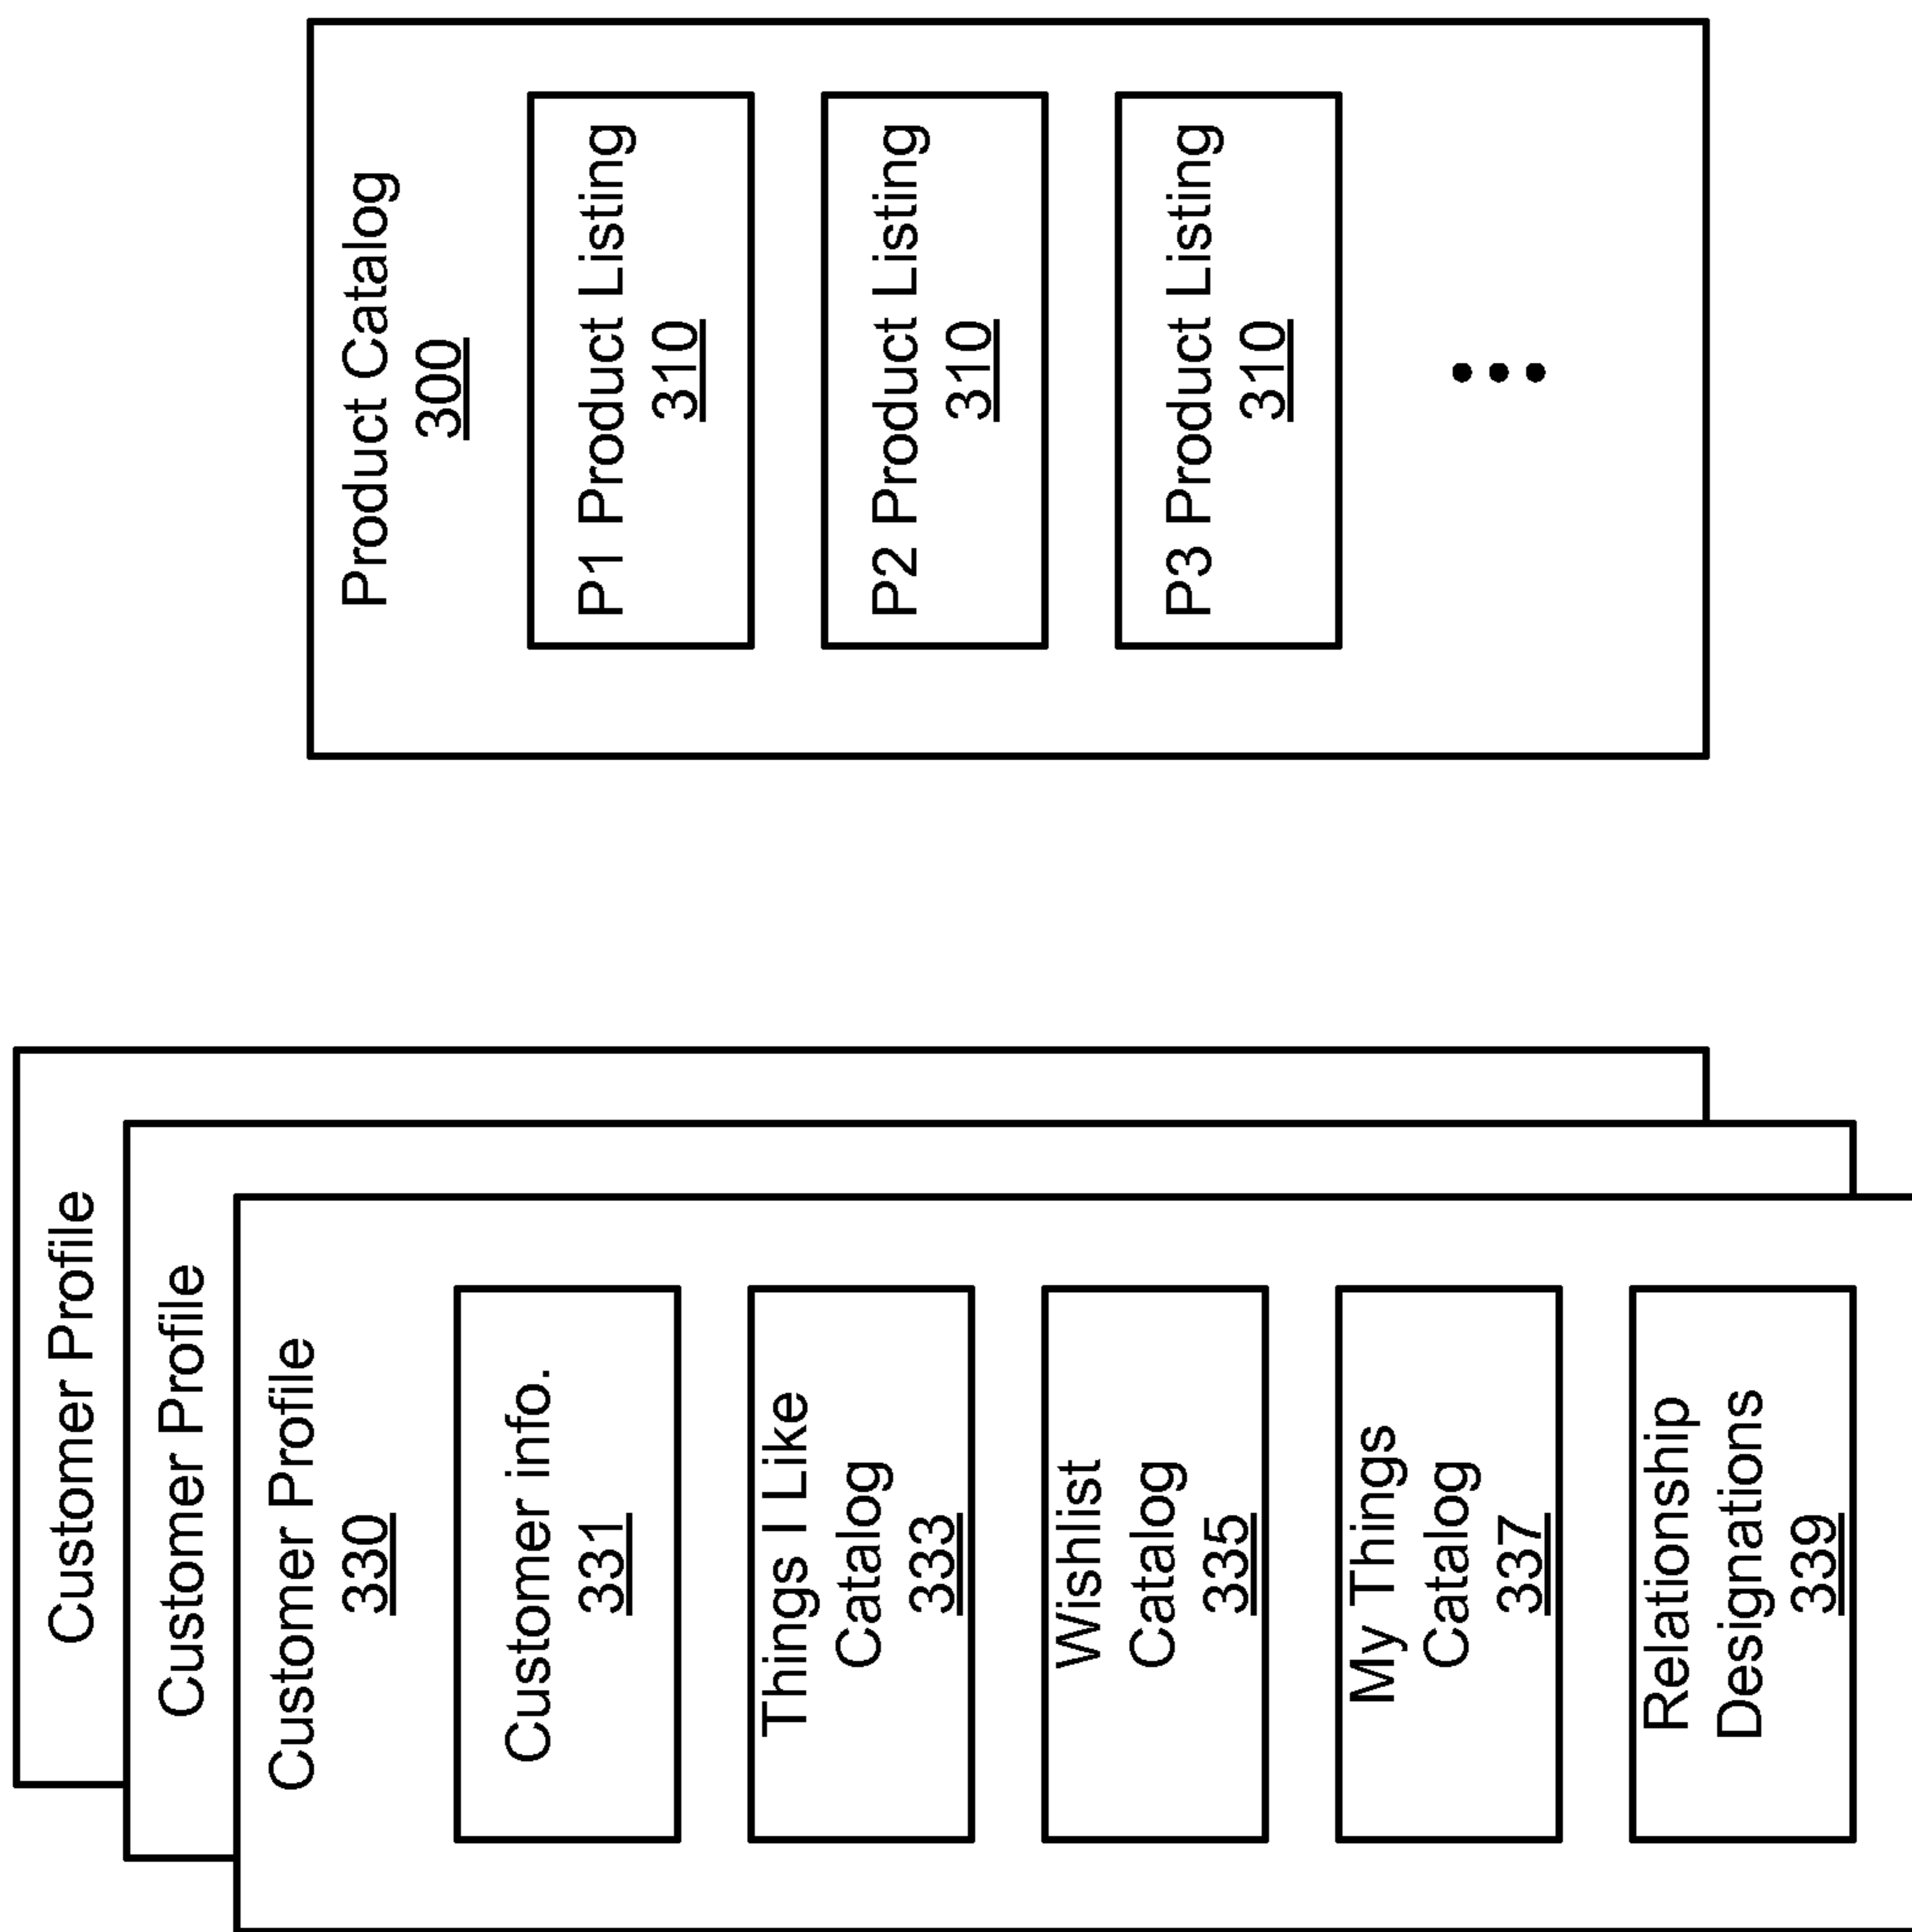 Customer Profile
Customer Profile
Customer Profile
330
Customer info.
331
Things I Like
Catalog
333
Wishlist
Catalog
335
My Things
Catalog
337
Relationship
Designations
339
Product Catalog
300
P1 Product Listing
310
P2 Product Listing
310
P3 Product Listing
310